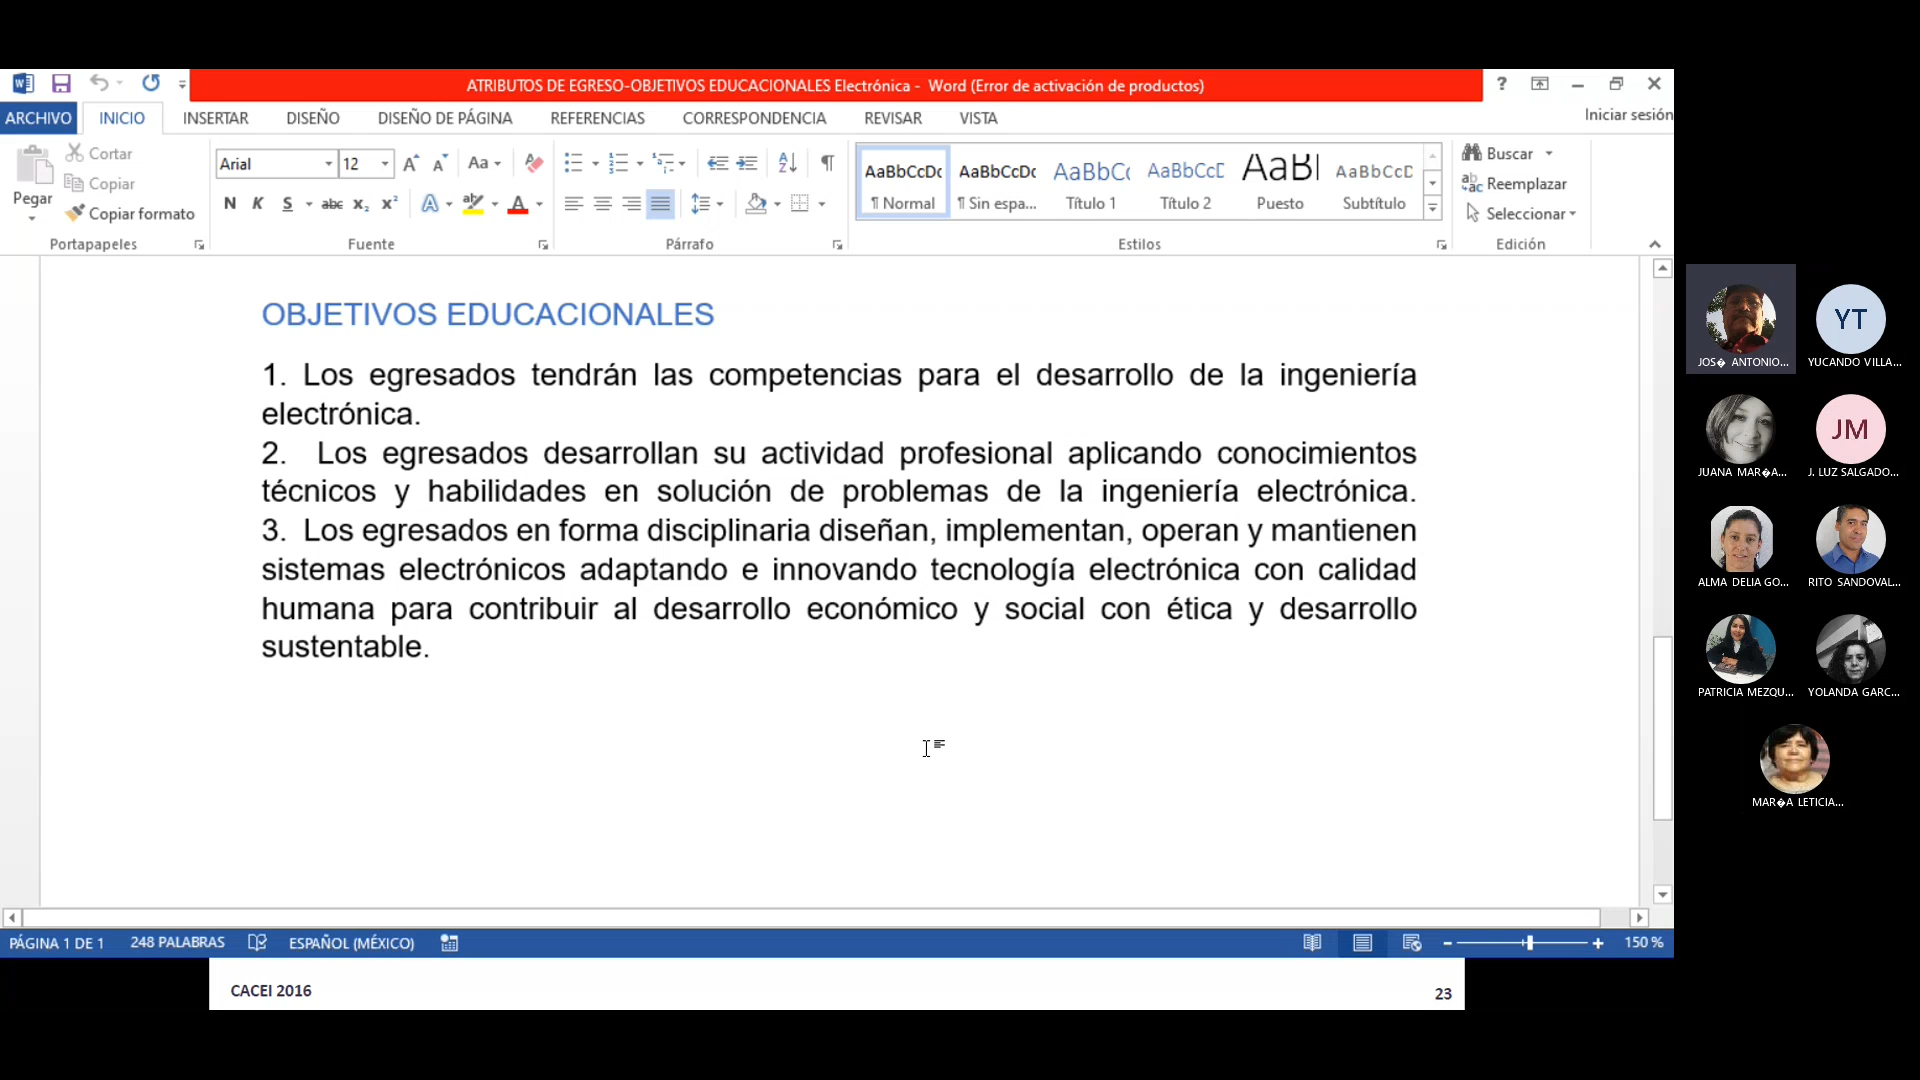 ATRIBUTOS DE EGRESO-OBJETIVOS EDUCACIONALES Electrónica - Word (Error de activación de productos)
ARCHIVO INICIO INSERTAR DISEÑO DISEÑO DE PÁGINA REFERENCIAS CORRESPONDENCIA REVISAR VISTA Iniciar sesión
Cortar
Copiar
Copiar formato
Pegar
Portapapeles
Arial 12
Fuente
Párrafo
AaBbCcDc AaBbCcDc AaBbC( AaBbCcD AaB AaBbCcD
¶ Normal ¶ Sin espa... Título 1 Título 2 Puesto Subtítulo
Estilos
Buscar
Reemplazar
Seleccionar
Edición
OBJETIVOS EDUCACIONALES
1. Los egresados tendrán las competencias para el desarrollo de la ingeniería
electrónica.
2. Los egresados desarrollan su actividad profesional aplicando conocimientos
técnicos y habilidades en solución de problemas de la ingeniería electrónica.
3. Los egresados en forma disciplinaria diseñan, implementan, operan y mantienen
sistemas electrónicos adaptando e innovando tecnología electrónica con calidad
humana para contribuir al desarrollo económico y social con ética y desarrollo
sustentable.
PÁGINA 1 DE 1 248 PALABRAS ESPAÑOL (MÉXICO) 150 %
CACEI 2016 23
JOS� ANTONIO...
YT
YUCANDO VILLA...
JUANA MAR�A...
JM
J. LUZ SALGADO...
ALMA DELIA GO...
RITO SANDOVAL...
PATRICIA MEZQU...
YOLANDA GARC...
MAR�A LETICIA...